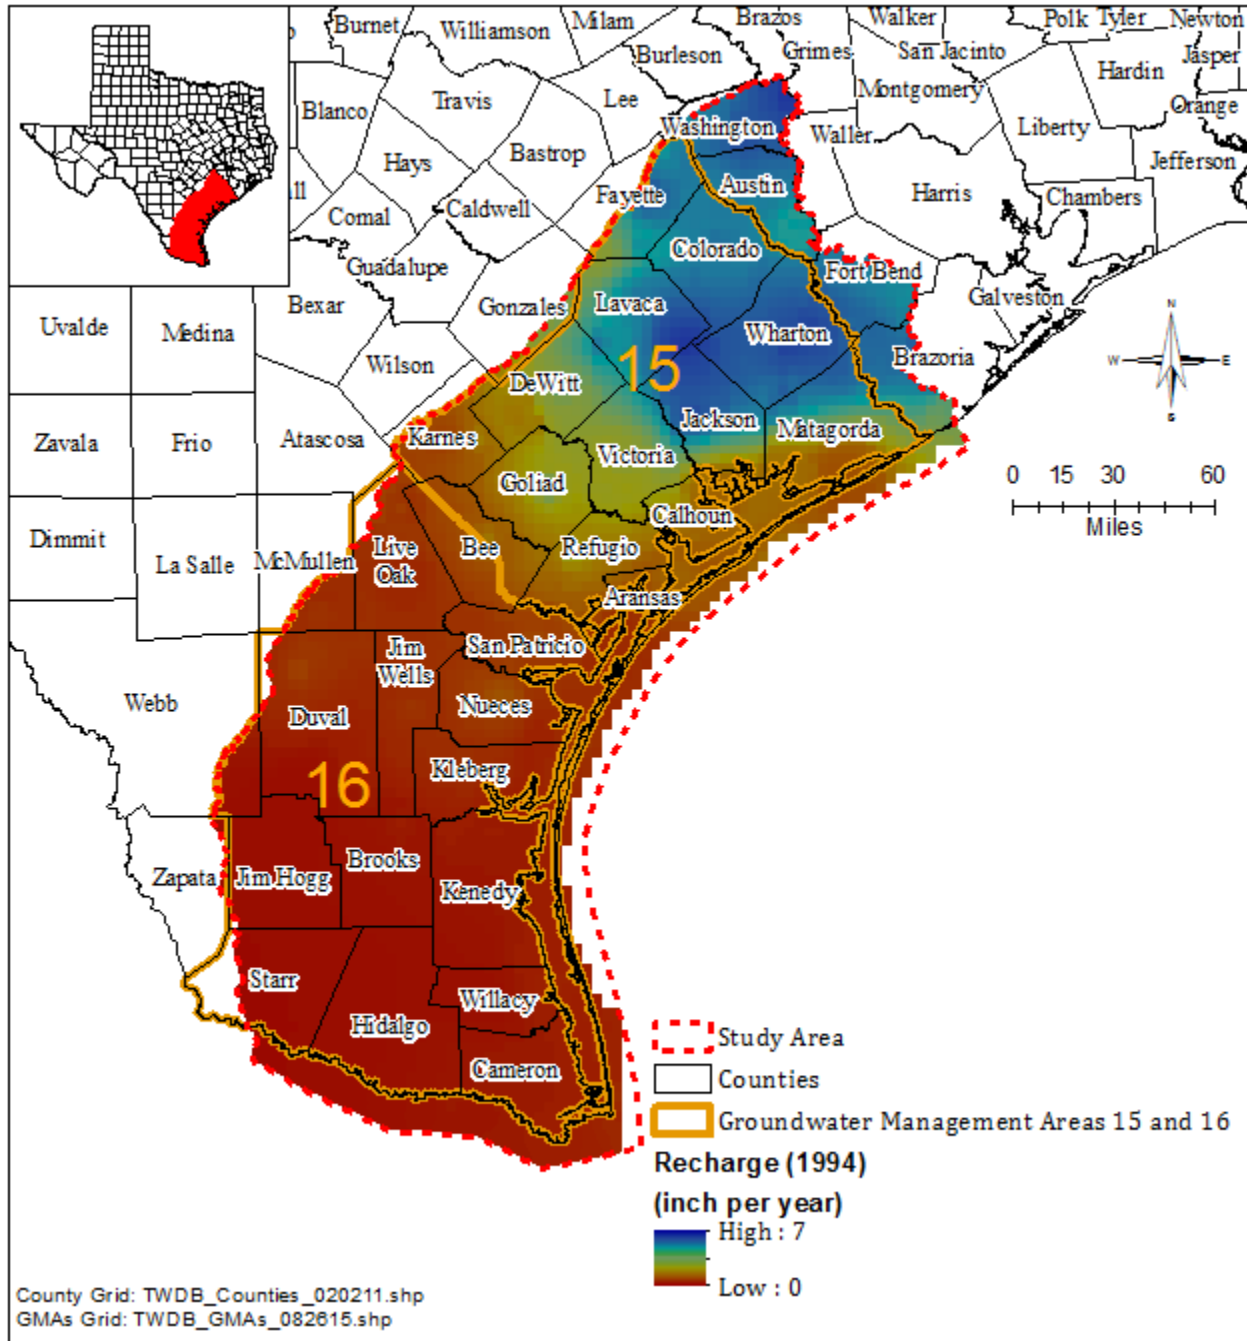 Burnet
Williamson
Milam
Brazos
Walker
Polk
Tyler
Newton
Burleson
Grimes
San Jacinto
Jasper
Hardin
Montgomery
Blanco
Travis
Lee
Orange
Washington
Waller
Liberty
Hays
Bastrop
Jefferson
all
Fayette
Austin
Harris
Chambers
Comal
Caldwell
Colorado
Guadalupe
Fort Bend
Bexar
Gonzales
Lavaca
Galveston
Uvalde
Medina
Wharton
N
Wilson
15
Brazoria
W
E
DeWitt
S
Jackson
Matagorda
Zavala
Frio
Atascosa
Karnes
Victoria
Goliad
0 15 30 60
Miles
Calhoun
Dimmit
La Salle
McMullen
Live
Oak
Bee
Refugio
Aransas
Jim
Wells
San Patricio
Webb
Duval
Nueces
16
Kleberg
Zapata
Jim Hogg
Brooks
Kenedy
Starr
Willacy
Hidalgo
Cameron
Study Area
Counties
Groundwater Management Areas 15 and 16
Recharge (1994)
(inch per year)
High : 7
Low : 0
County Grid: TWDB_Counties_020211.shp
GMAs Grid: TWDB_GMAs_082615.shp